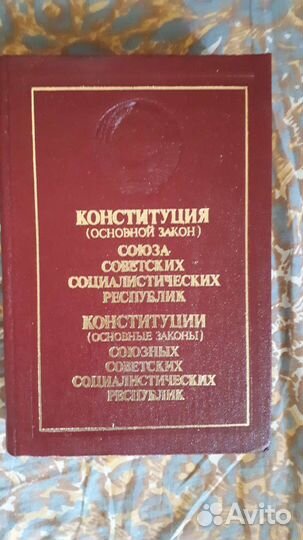 КОНСТИТУЦИЯ
(ОСНОВНОЙ ЗАКОН)
СОЮЗА
СОВЕТСКИХ
СОЦИАЛИСТИЧЕСКИХ
РЕСПУБЛИК
КОНСТИТУЦИИ
(ОСНОВНЫЕ ЗАКОНЫ)
СОЮЗНЫХ
СОВЕТСКИХ
СОЦИАЛИСТИЧЕСКИХ
РЕСПУБЛИК
Avito